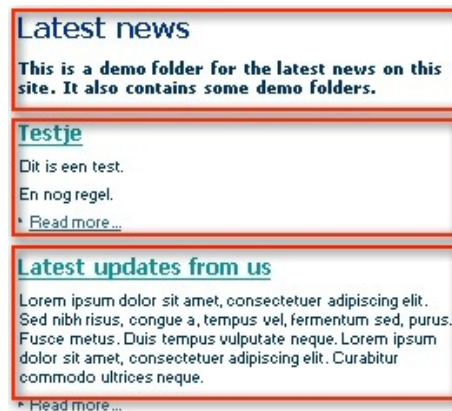 Latest news
This is a demo folder for the latest news on this
site. It also contains some demo folders.
Testje
Dit is een test.
En nog regel.
Read more...
Latest updates from us
Lorem ipsum dolor sit amet, consectetuer adipiscing elit.
Sed nibh risus, congue a, tempus vel, fermentum sed, purus.
Fusce metus. Duis tempus vulputate neque. Lorem ipsum
dolor sit amet, consectetuer adipiscing elit. Curabitur
commodo ultrices neque.
Read more...